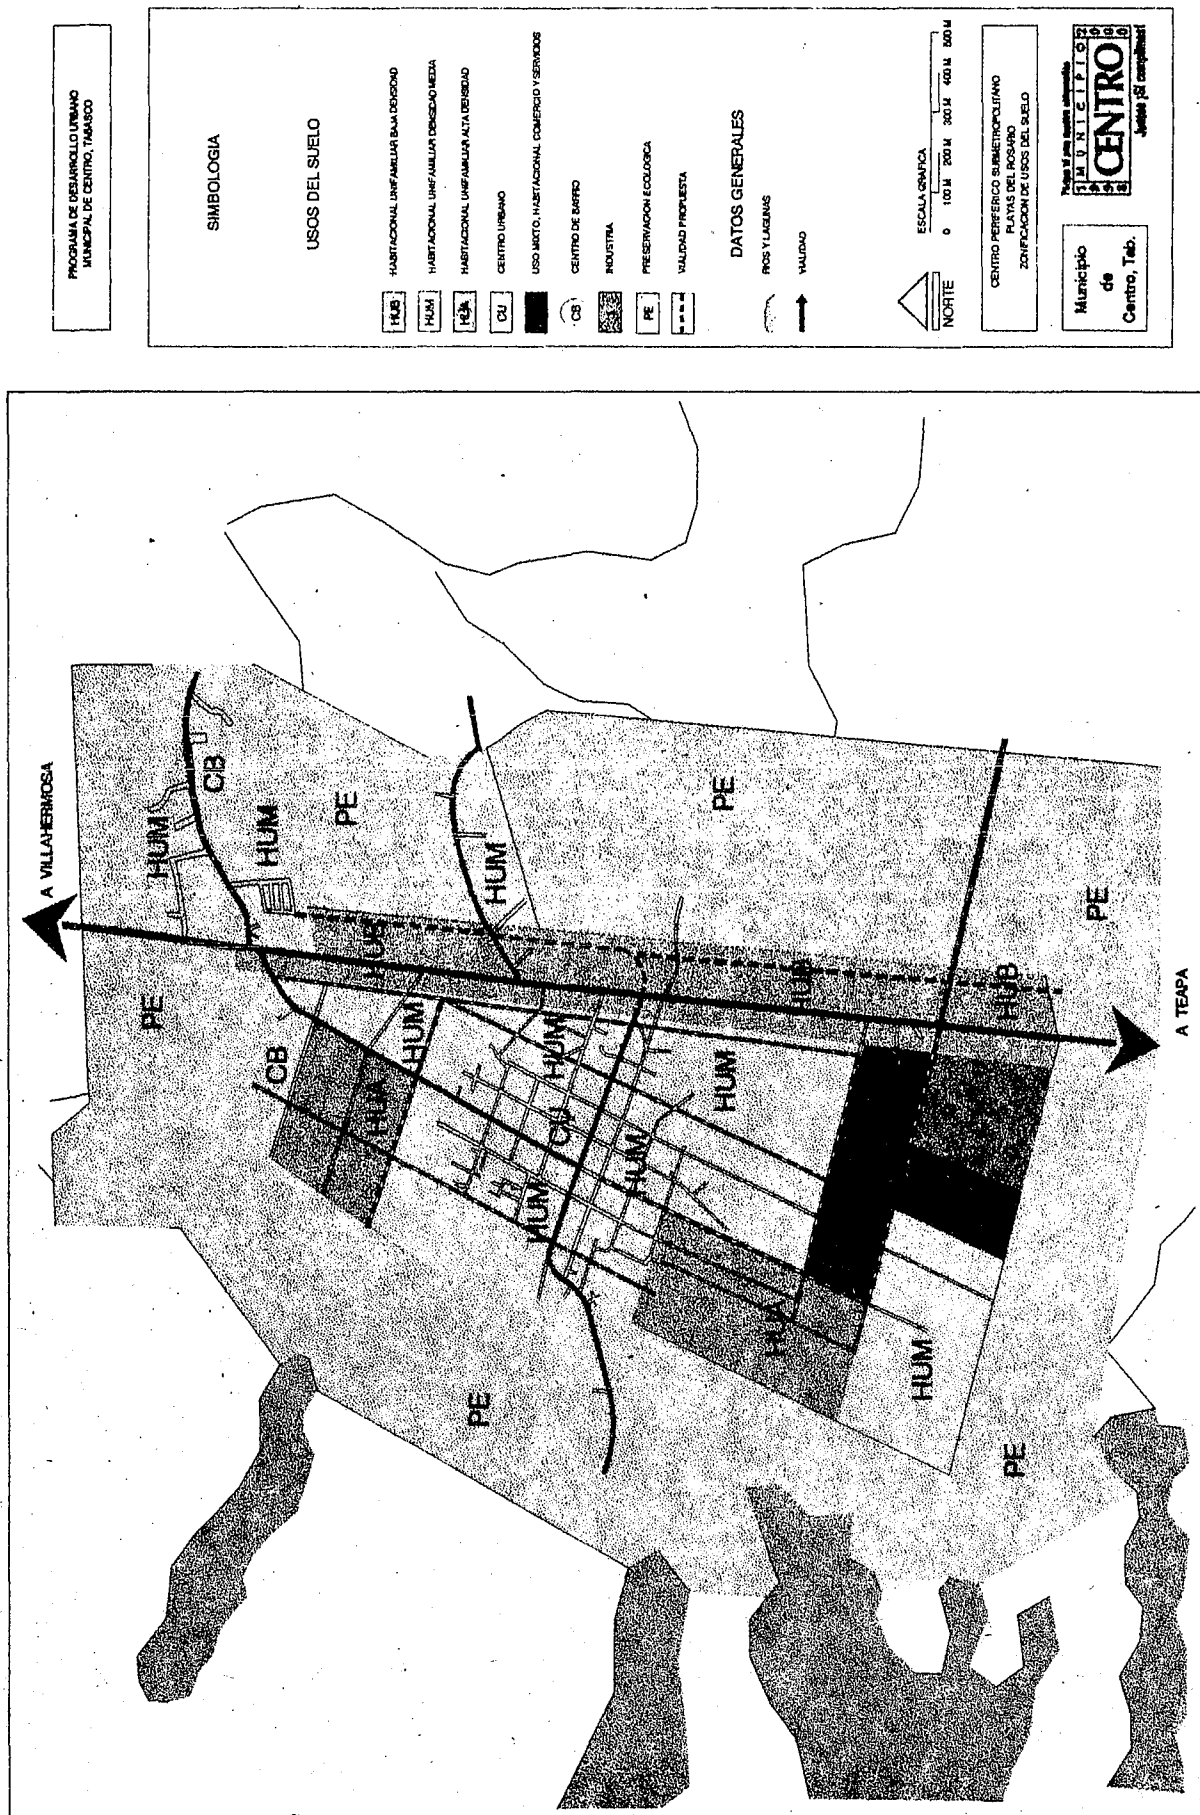 PROGRAMA DE DESARROLLO URBANO
MUNICIPAL DE CENTRO, TABASCO
SIMBOLOGIA
USOS DEL SUELO
HUB HABITACIONAL UNIFAMILIAR BAJA DENSIDAD
HUM HABITACIONAL UNIFAMILIAR DENSIDAD MEDIA
HUA HABITACIONAL UNIFAMILIAR ALTA DENSIDAD
CU CENTRO URBANO
USO MIXTO, HABITACIONAL COMERCIO Y SERVICIOS
CB CENTRO DE BARRIO
INDUSTRIA
PE PRESERVACION ECOLOGICA
VIALIDAD PROPUESTA
DATOS GENERALES
RIOS Y LAGUNAS
VIALIDAD
NORTE
ESCALA GRAFICA
0 100 M 200 M 300 M 400 M 500 M
CENTRO PERIFERICO SUBMETROPOLITANO
PLAYAS DEL ROSARIO
ZONIFICACION DE USOS DEL SUELO
Municipio
de
Centro, Tab.
MUNICIPIO
CENTRO
Juntos ¡Sí cumplimos!
A VILLAHERMOSA
HUM
CB
HUM
PE
PE
HUB
CB
HUM
HUA
HUM
PE
HUM
CU
HUM
HUM
HUM
PE
HUB
HUA
HUM
PE
HUB
PE
A TEAPA